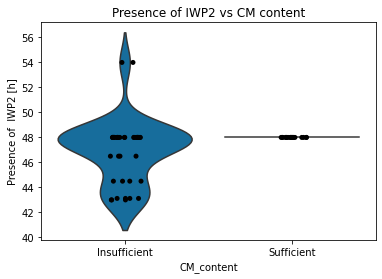 Presence of IWP2 vs CM content
56
54
52
50
48
46
44
42
40
Presence of  IWP2 [h]
Insufficient
Sufficient
CM_content